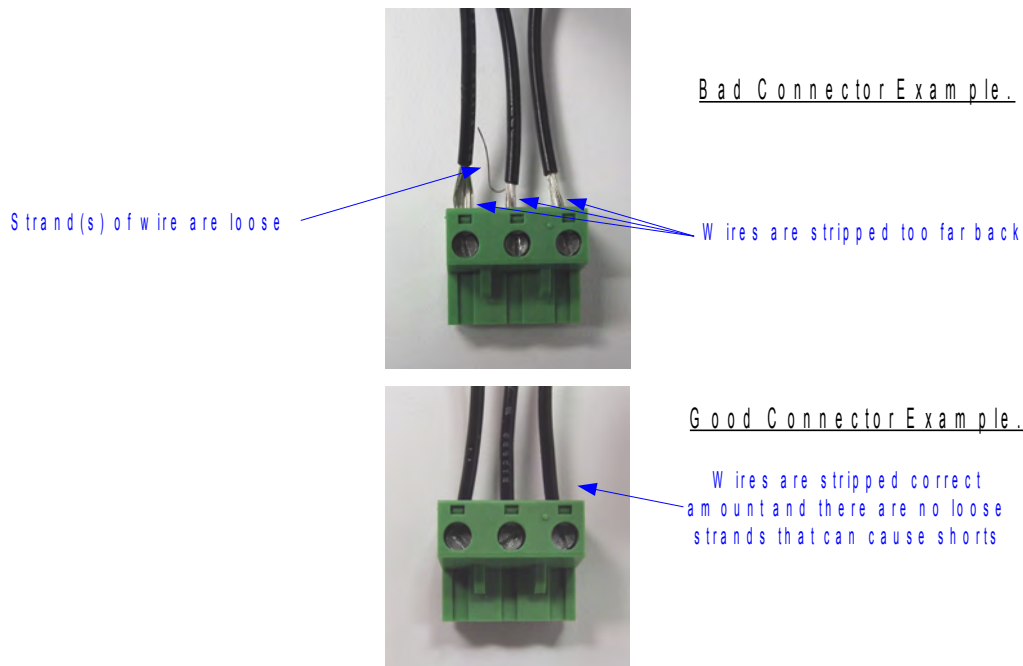 Bad Connector Example.
Strand(s) of wire are loose
Wires are stripped too far back
Good Connector Example.
Wires are stripped correct
amount and there are no loose
strands that can cause shorts